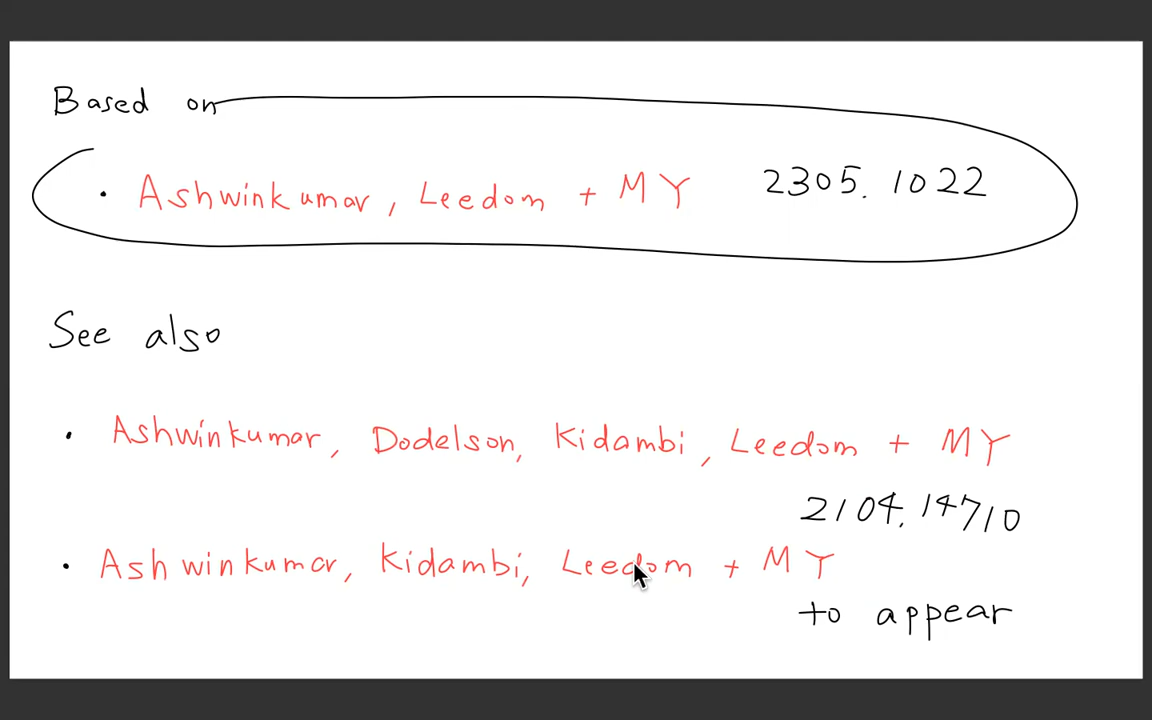 Based on
• Ashwinkumar, Leedom + MY 2305.1022
See also
• Ashwinkumar, Dodelson, Kidambi, Leedom + MY
2104.14710
• Ashwinkumar, Kidambi, Leedom + MY
to appear